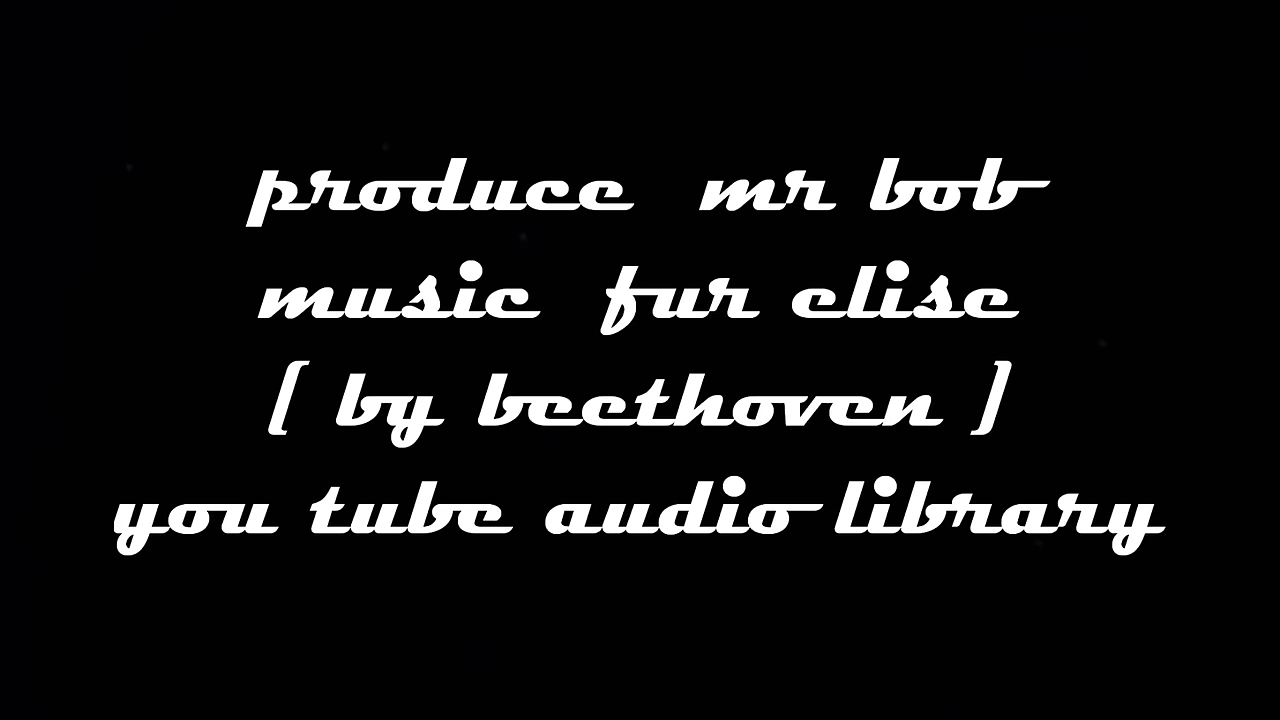 produce mr bob
music fur elise
[ by beethoven ]
you tube audio library